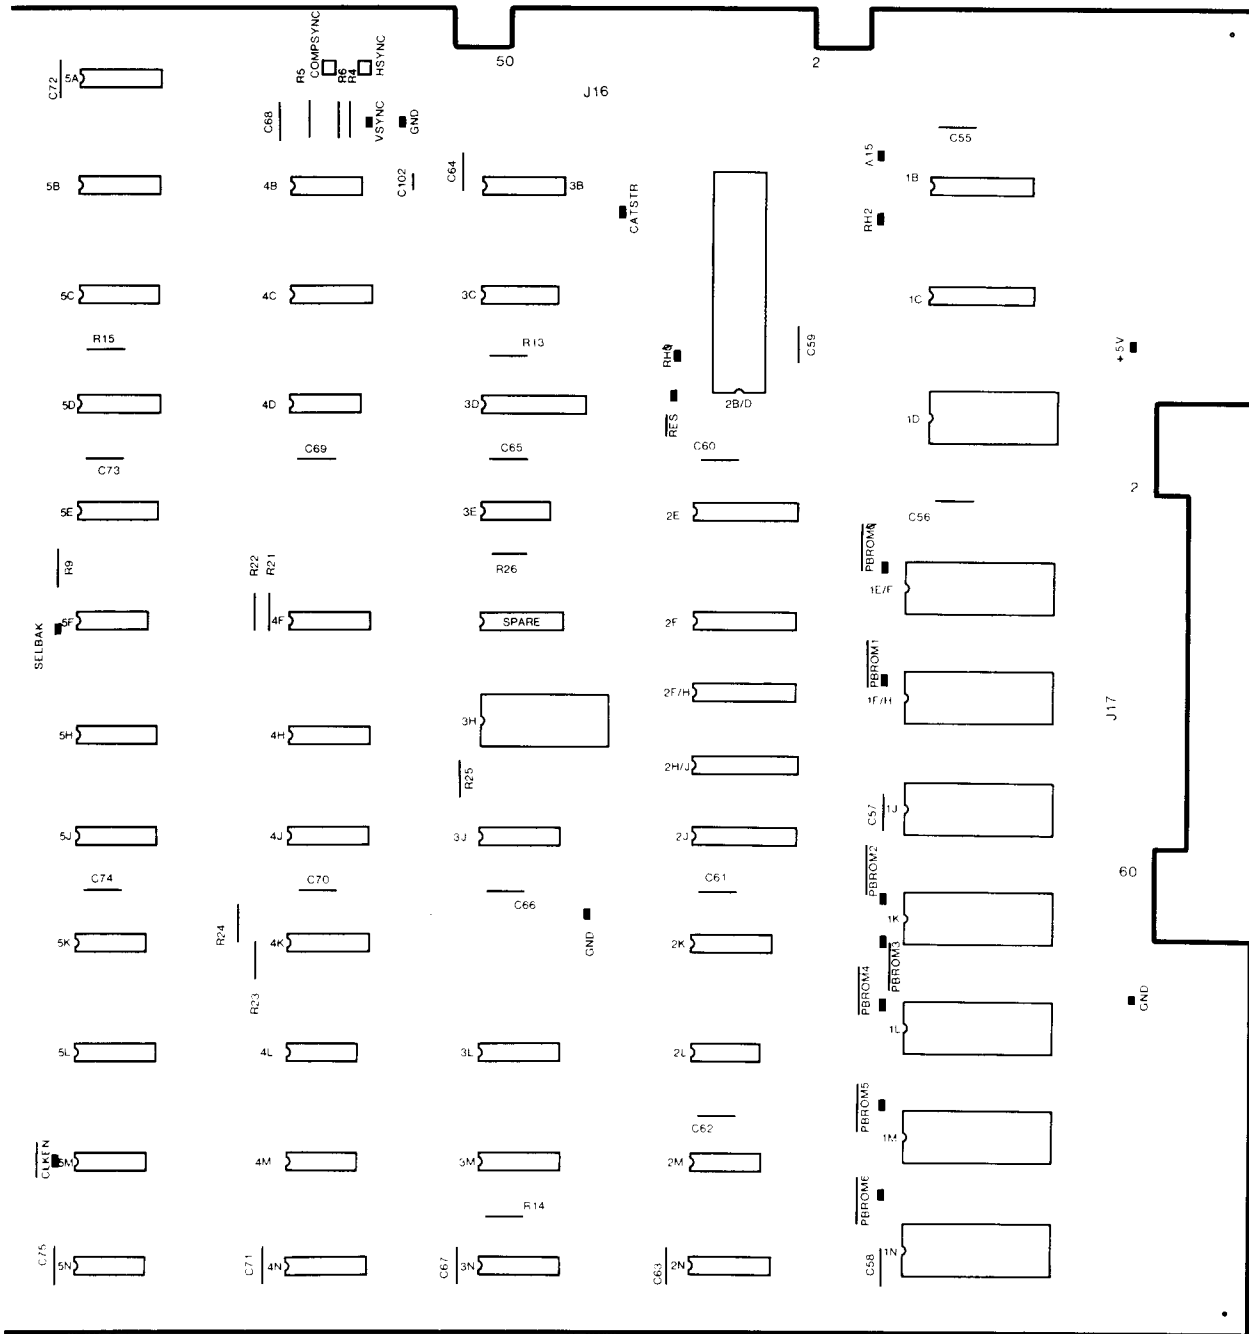 50
2
J16
C72
5A
R5
COMPSYNC
R6
R4
HSYNC
C68
VSYNC
GND
C55
A15
5B
4B
C102
C64
3B
CATSTR
1B
RH2
5C
4C
3C
1C
R15
R13
RH0
C59
+5V
5D
4D
3D
2B/D
RES
1D
C73
C69
C65
C60
2
5E
3E
2E
C56
R9
R22
R21
R26
PBROM0
1E/F
SELBAK
5F
4F
SPARE
2F
PBROM1
2F/H
1F/H
J17
5H
4H
3H
2H/J
R25
C57
1J
5J
4J
3J
2J
PBROM2
60
C74
C70
C66
C61
R24
GND
1K
5K
4K
2K
PBROM3
R23
PBROM4
GND
5L
4L
3L
2L
1L
PBROM5
C62
CLKEN
5M
4M
3M
2M
1M
PBROM6
R14
C75
5N
C71
4N
C67
3N
C63
2N
C58
1N